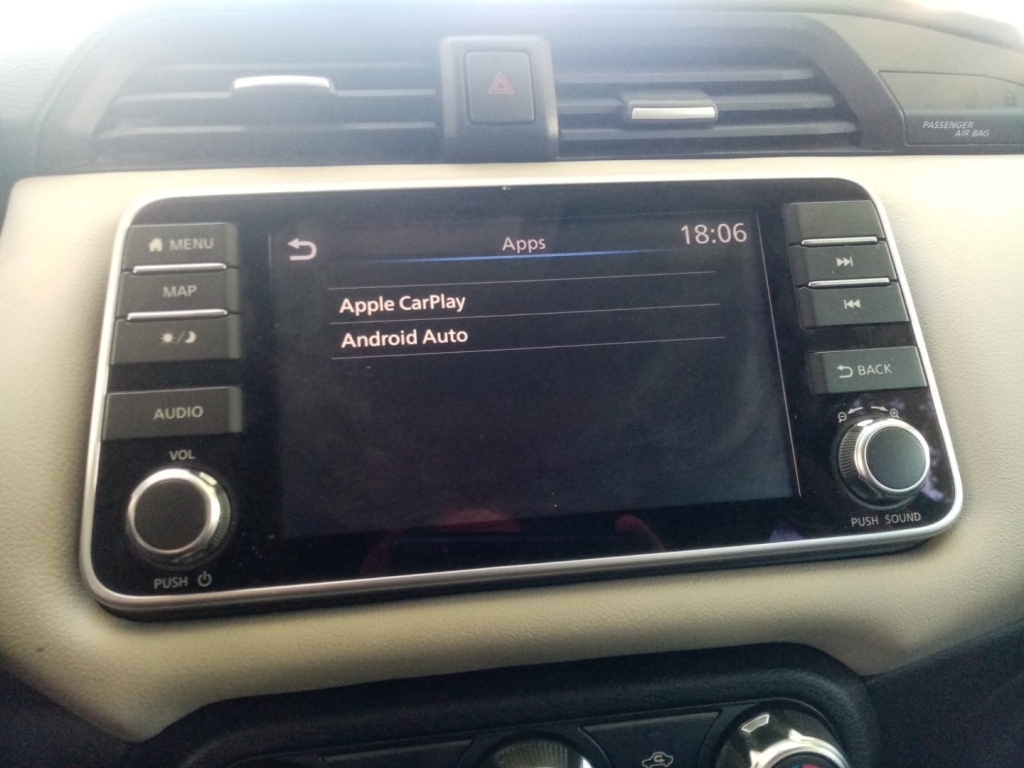 PASSENGER
AIR BAG
MENU
Apps
18:06
MAP
Apple CarPlay
Android Auto
AUDIO
BACK
VOL
PUSH
PUSH SOUND